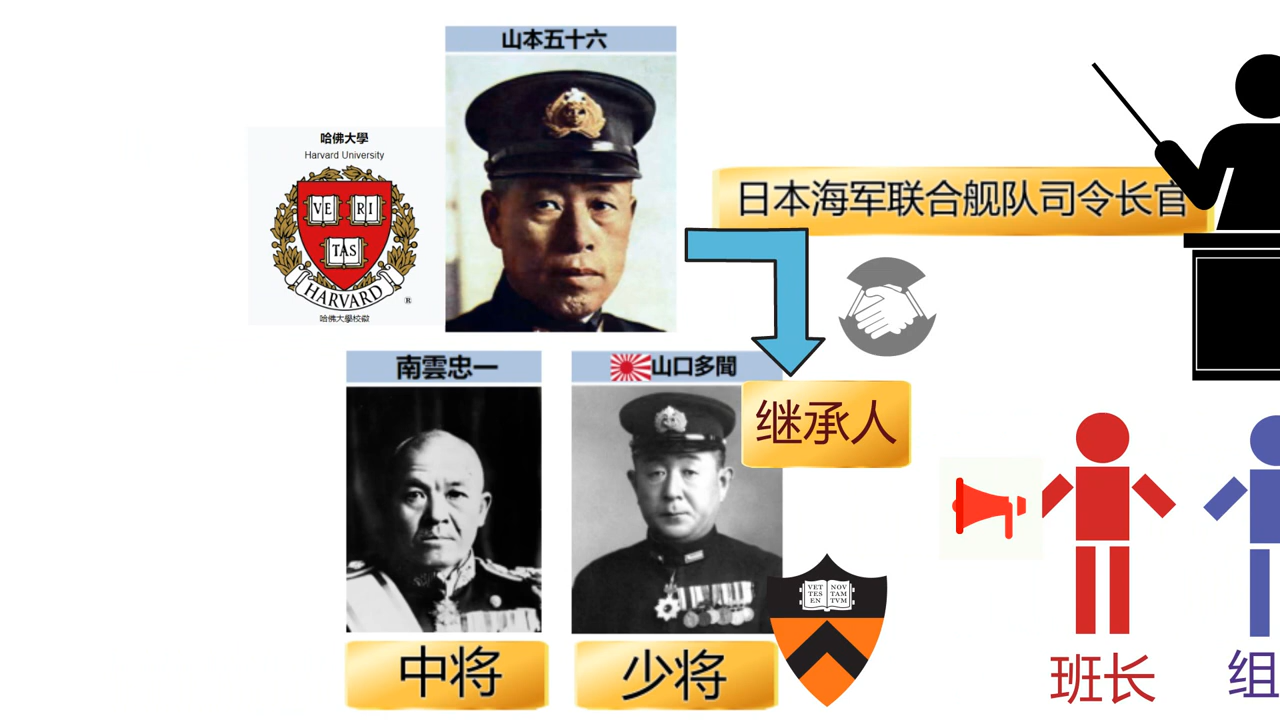 山本五十六
哈佛大學
Harvard University
VE RI
TAS
HARVARD
®
哈佛大學校徽
日本海军联合舰队司令长官
南雲忠一
山口多聞
继承人
中将
少将
VET NOV
TES TAM
EN TVM
班长
组